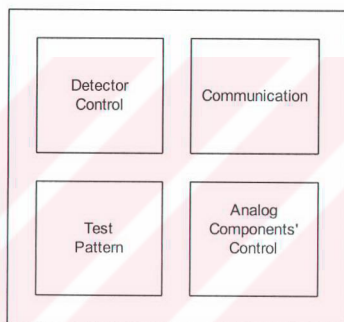 Detector
Control
Communication
Test
Pattern
Analog
Components'
Control